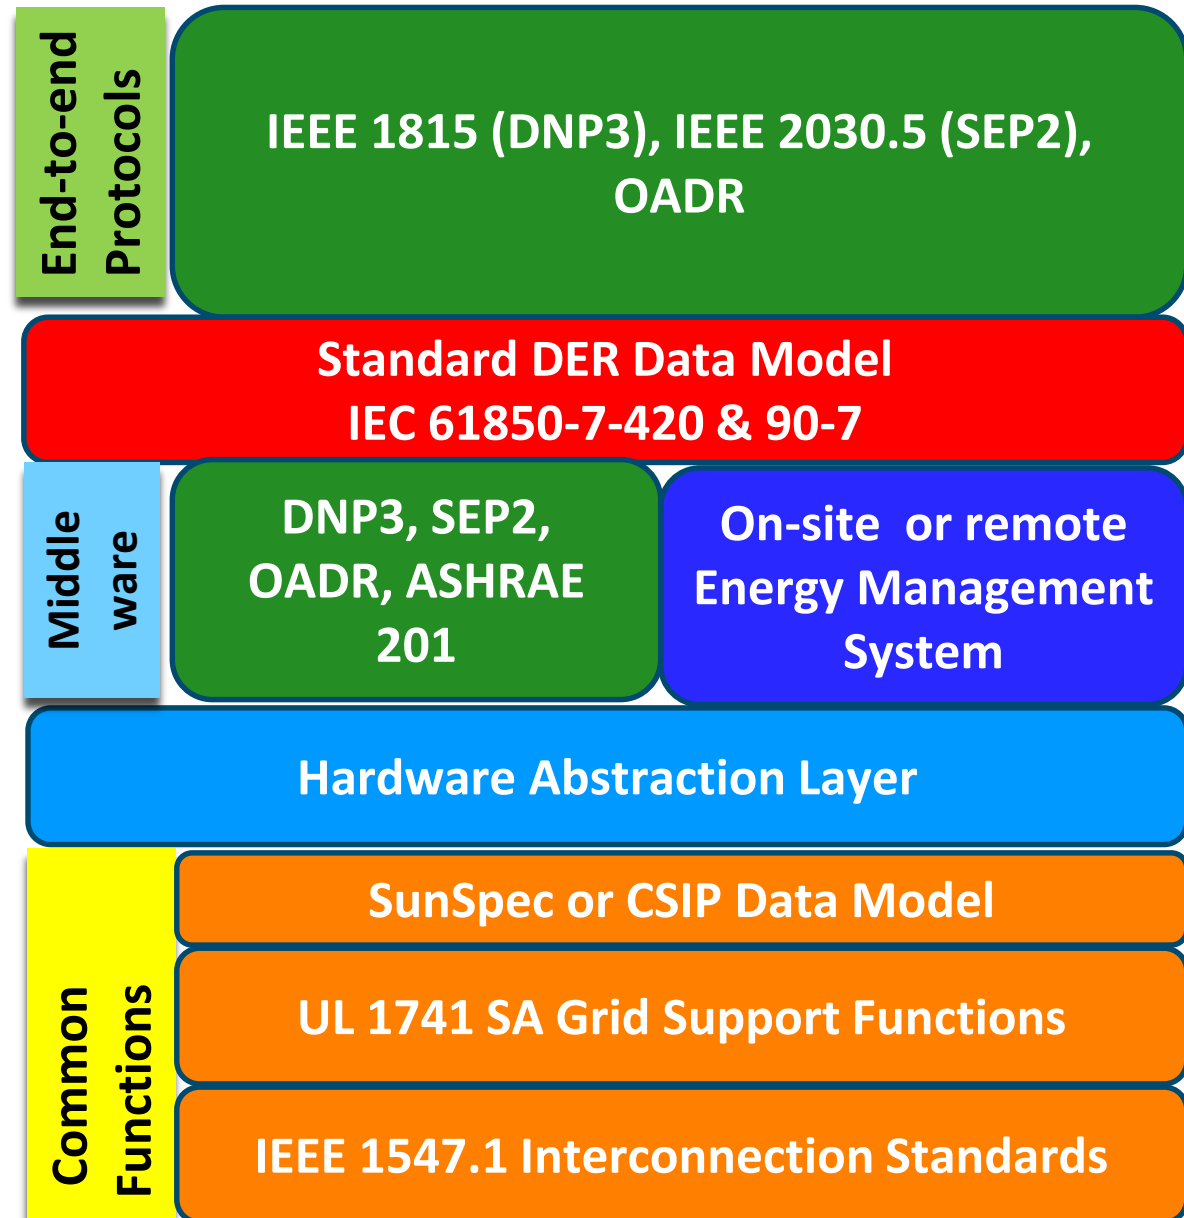 End-to-end
Protocols
IEEE 1815 (DNP3), IEEE 2030.5 (SEP2),
OADR
Standard DER Data Model
IEC 61850-7-420 & 90-7
Middle
ware
DNP3, SEP2,
OADR, ASHRAE
201
On-site or remote
Energy Management
System
Hardware Abstraction Layer
Common
Functions
SunSpec or CSIP Data Model
UL 1741 SA Grid Support Functions
IEEE 1547.1 Interconnection Standards